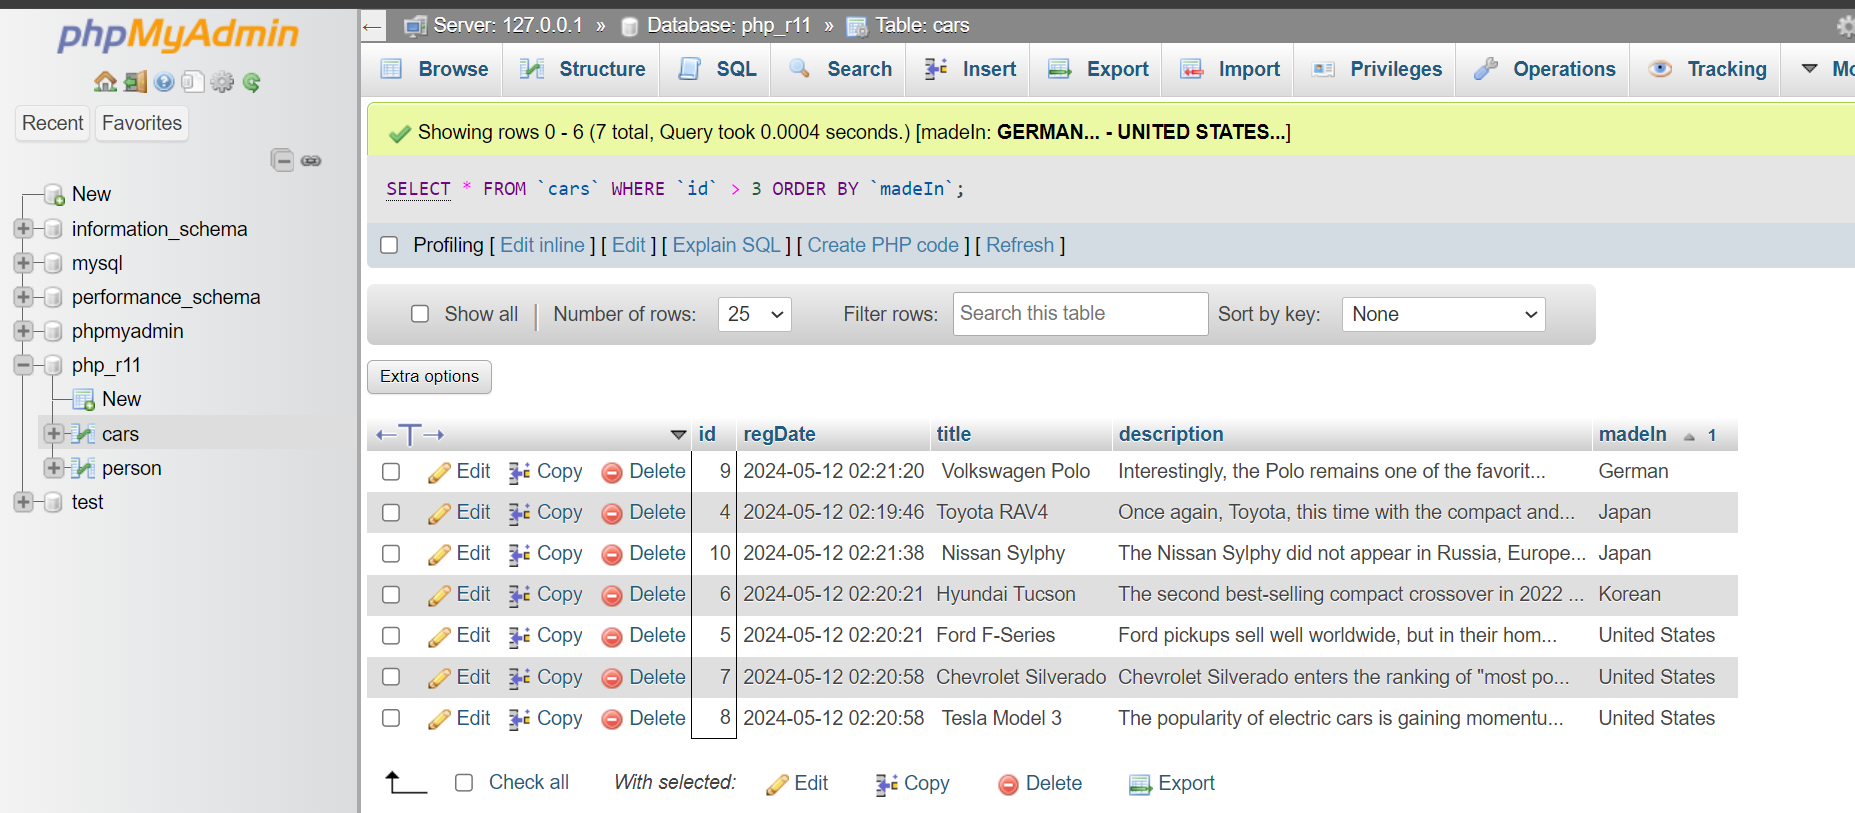 phpMyAdmin
Recent Favorites
New
information_schema
mysql
performance_schema
phpmyadmin
php_r11
New
cars
person
test
← Server: 127.0.0.1 » Database: php_r11 » Table: cars
Browse Structure SQL Search Insert Export Import Privileges Operations Tracking
Showing rows 0 - 6 (7 total, Query took 0.0004 seconds.) [madeIn: GERMAN... - UNITED STATES...]
SELECT * FROM `cars` WHERE `id` > 3 ORDER BY `madeIn`;
Profiling [ Edit inline ] [ Edit ] [ Explain SQL ] [ Create PHP code ] [ Refresh ]
Show all | Number of rows: 25 Filter rows: Search this table Sort by key: None
Extra options
←T→ id regDate title description madeIn 1
Edit Copy Delete 9 2024-05-12 02:21:20 Volkswagen Polo Interestingly, the Polo remains one of the favorit... German
Edit Copy Delete 4 2024-05-12 02:19:46 Toyota RAV4 Once again, Toyota, this time with the compact and... Japan
Edit Copy Delete 10 2024-05-12 02:21:38 Nissan Sylphy The Nissan Sylphy did not appear in Russia, Europe... Japan
Edit Copy Delete 6 2024-05-12 02:20:21 Hyundai Tucson The second best-selling compact crossover in 2022 ... Korean
Edit Copy Delete 5 2024-05-12 02:20:21 Ford F-Series Ford pickups sell well worldwide, but in their hom... United States
Edit Copy Delete 7 2024-05-12 02:20:58 Chevrolet Silverado Chevrolet Silverado enters the ranking of "most po... United States
Edit Copy Delete 8 2024-05-12 02:20:58 Tesla Model 3 The popularity of electric cars is gaining momentu... United States
Check all With selected: Edit Copy Delete Export